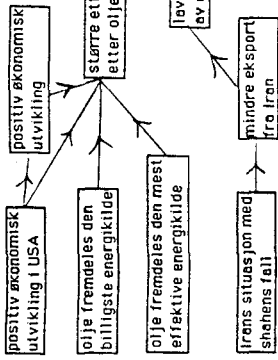 positiv økonomisk
utvikling
større ett
etter olje
positiv økonomisk
utvikling i USA
olje fremdeles den
billigste energikilde
olje fremdeles den mest
effektive energikilde
lav
av
mindre eksport
fra Iran
Irans situasjon med
shahens fall